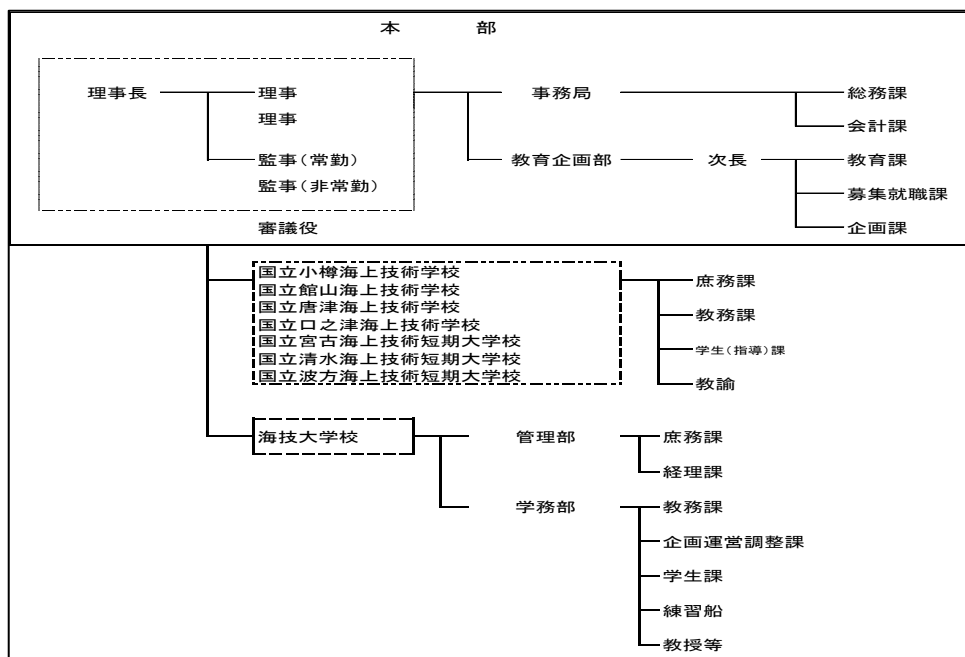 本　部
理事長　理事　事務局　総務課
理事　会計課
監事(常勤)　教育企画部　次長　教育課
監事(非常勤)　募集就職課
審議役　企画課
国立小樽海上技術学校　庶務課
国立館山海上技術学校
国立唐津海上技術学校　教務課
国立口之津海上技術学校
国立宮古海上技術短期大学校　学生(指導)課
国立清水海上技術短期大学校
国立波方海上技術短期大学校　教諭
海技大学校　管理部　庶務課
経理課
学務部　教務課
企画運営調整課
学生課
練習船
教授等